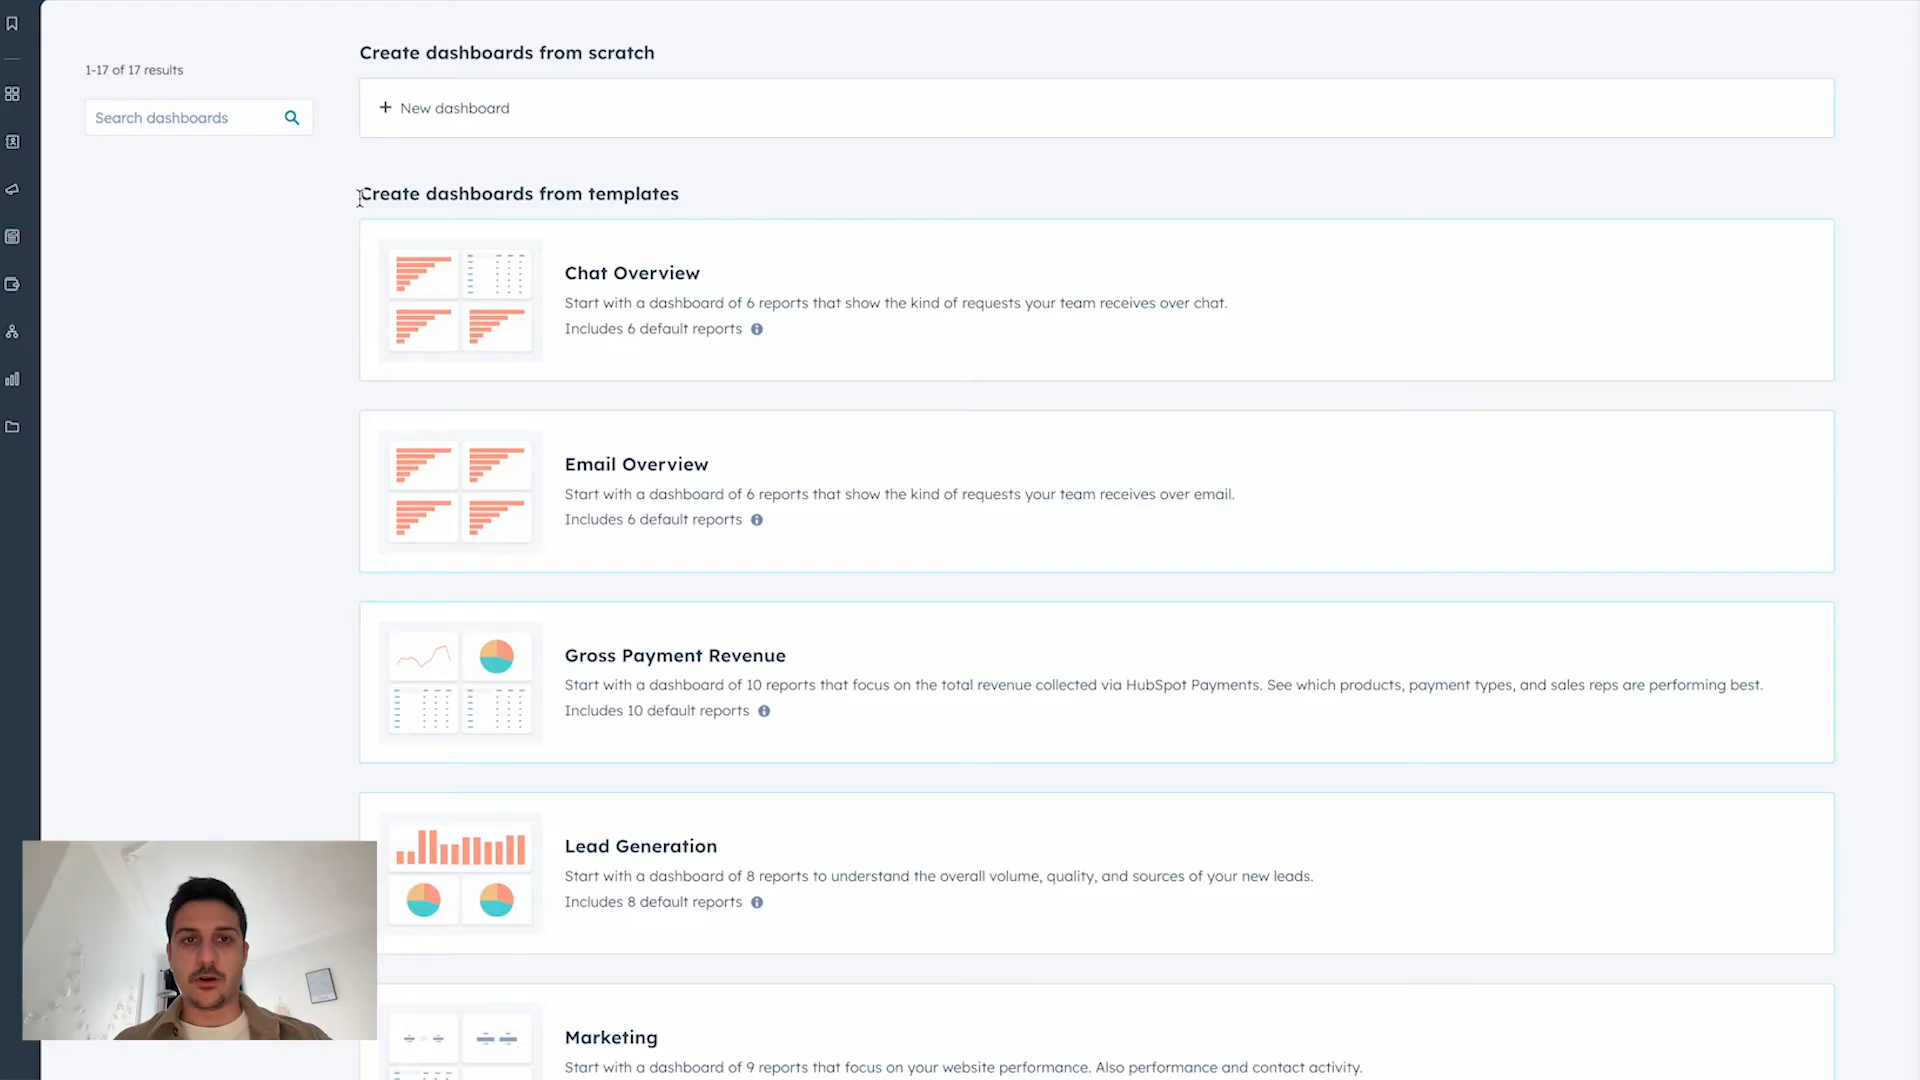 Create dashboards from scratch
1-17 of 17 results
Search dashboards
+ New dashboard
Create dashboards from templates
Chat Overview
Start with a dashboard of 6 reports that show the kind of requests your team receives over chat.
Includes 6 default reports
Email Overview
Start with a dashboard of 6 reports that show the kind of requests your team receives over email.
Includes 6 default reports
Gross Payment Revenue
Start with a dashboard of 10 reports that focus on the total revenue collected via HubSpot Payments. See which products, payment types, and sales reps are performing best.
Includes 10 default reports
Lead Generation
Start with a dashboard of 8 reports to understand the overall volume, quality, and sources of your new leads.
Includes 8 default reports
Marketing
Start with a dashboard of 9 reports that focus on your website performance. Also performance and contact activity.